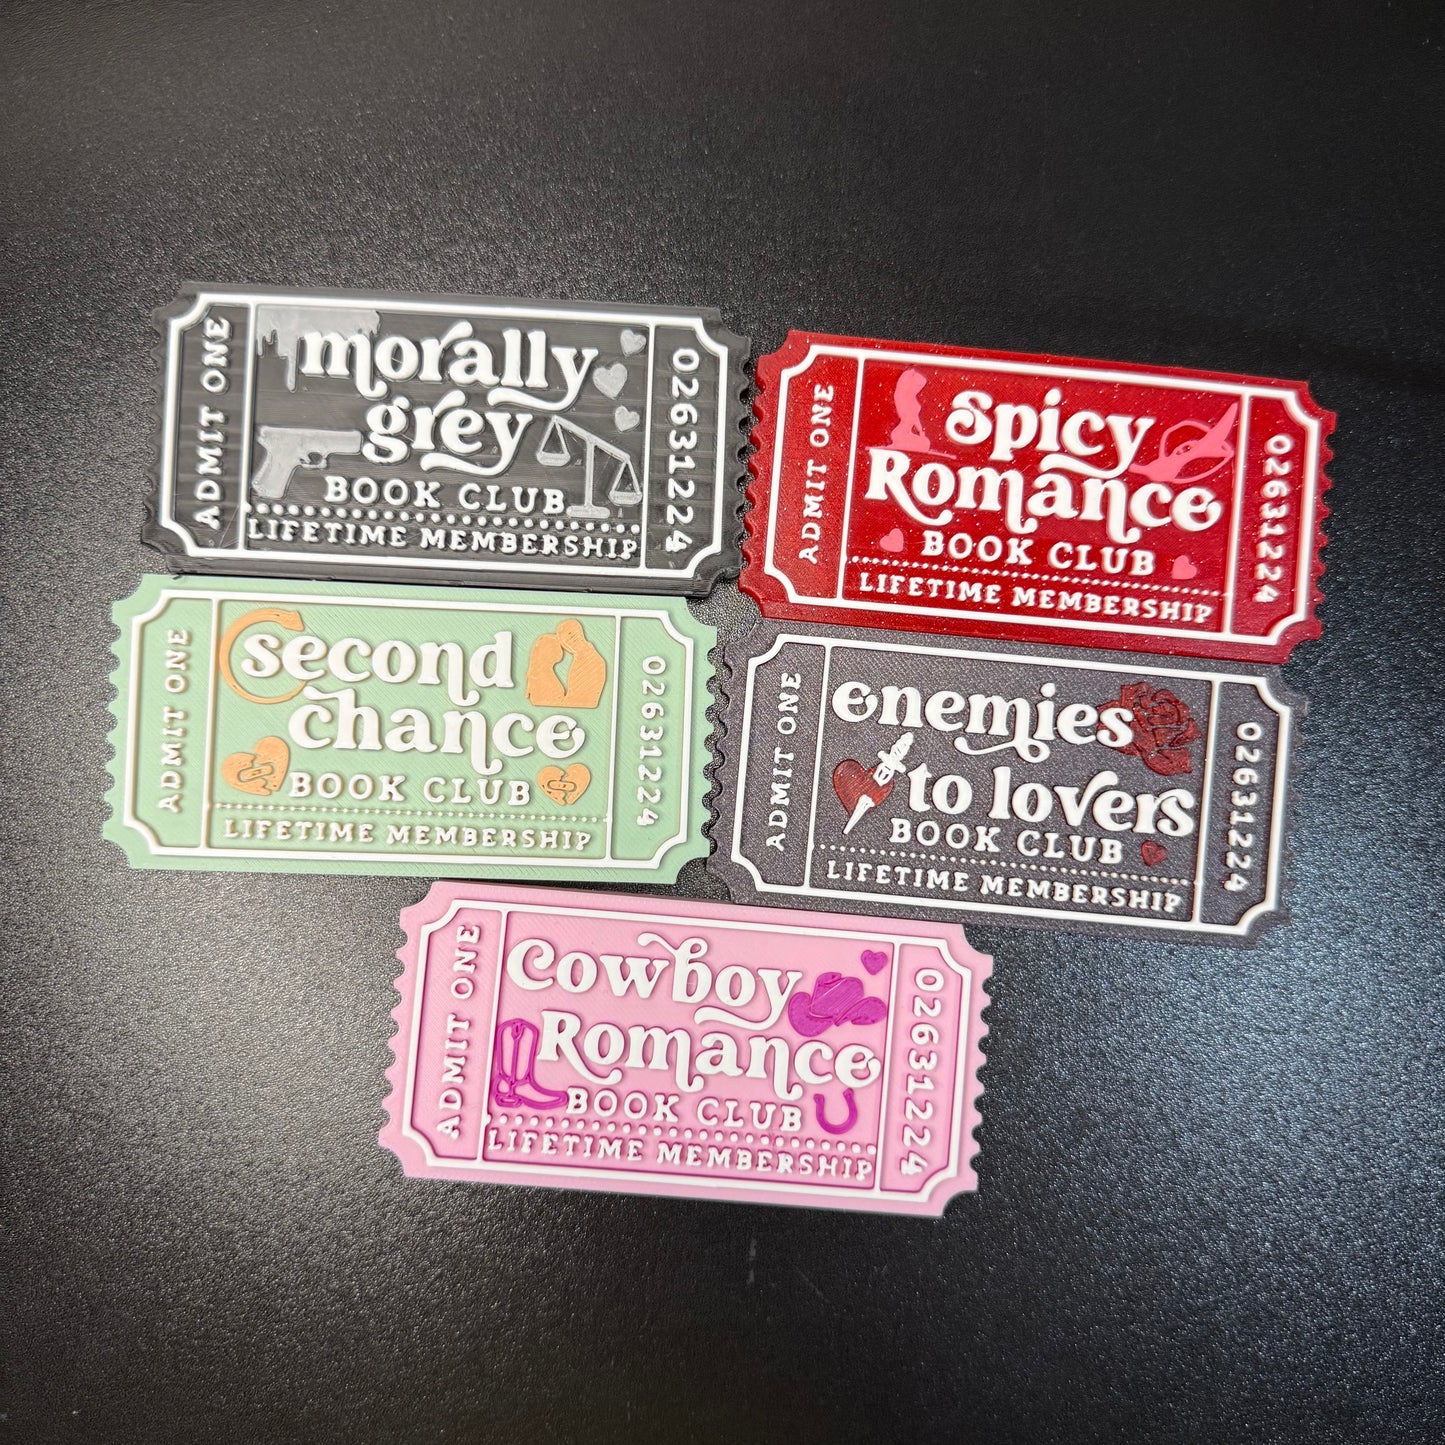 ADMIT ONE
morally
grey
BOOK CLUB
LIFETIME MEMBERSHIP
02631224
ADMIT ONE
spicy
Romance
BOOK CLUB
LIFETIME MEMBERSHIP
02631224
ADMIT ONE
second
chance
BOOK CLUB
LIFETIME MEMBERSHIP
02631224
ADMIT ONE
enemies
to lovers
BOOK CLUB
LIFETIME MEMBERSHIP
02631224
ADMIT ONE
Cowboy
Romance
BOOK CLUB
LIFETIME MEMBERSHIP
02631224